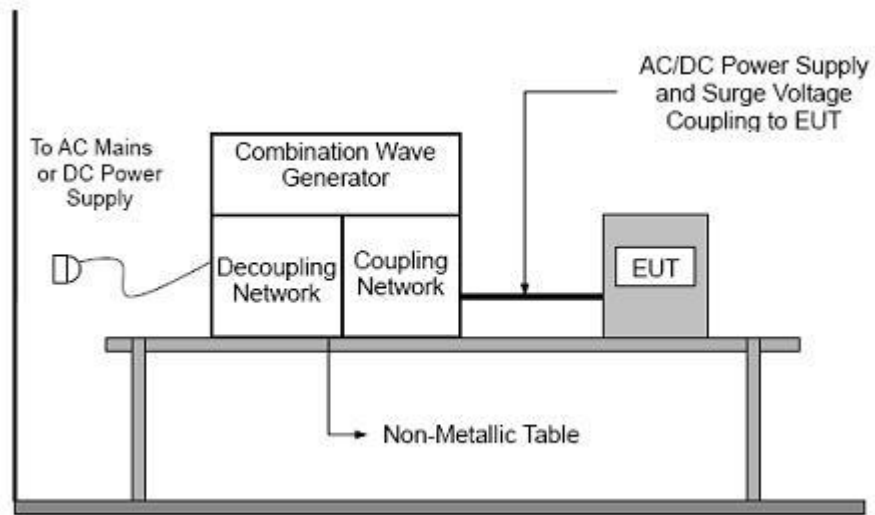 AC/DC Power Supply
and Surge Voltage
Coupling to EUT
To AC Mains
or DC Power
Supply
Combination Wave
Generator
Decoupling
Network
Coupling
Network
EUT
Non-Metallic Table